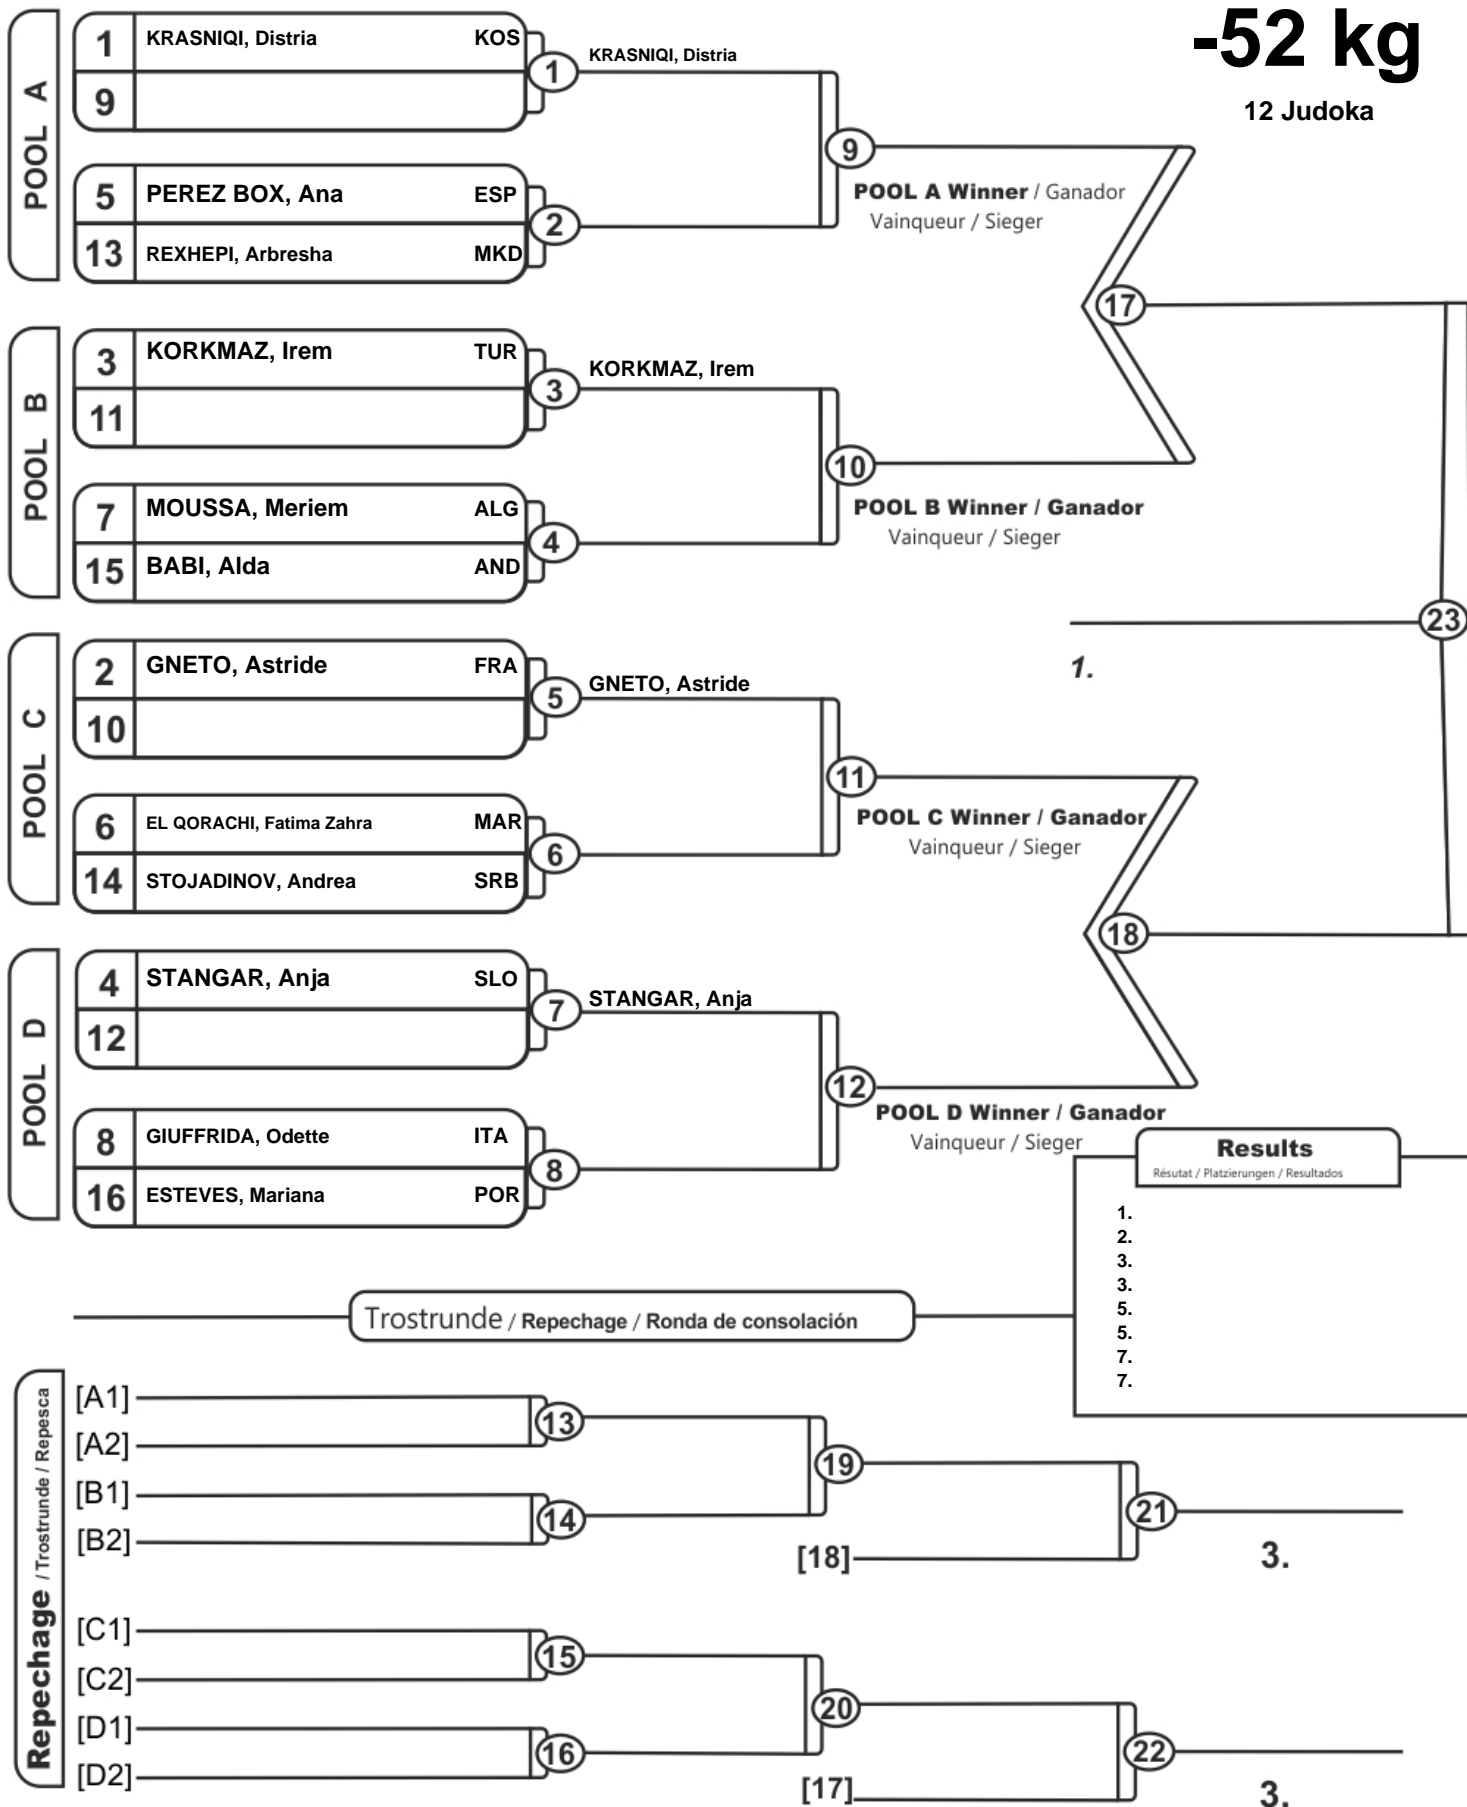 -52 kg
12 Judoka
POOL A
1 KRASNIQI, Distria KOS
9
1
KRASNIQI, Distria
5 PEREZ BOX, Ana ESP
13 REXHEPI, Arbresha MKD
2
9
POOL A Winner / Ganador
Vainqueur / Sieger
POOL B
3 KORKMAZ, Irem TUR
11
3
KORKMAZ, Irem
7 MOUSSA, Meriem ALG
15 BABI, Alda AND
4
10
POOL B Winner / Ganador
Vainqueur / Sieger
17
23
1.
POOL C
2 GNETO, Astride FRA
10
5
GNETO, Astride
6 EL QORACHI, Fatima Zahra MAR
14 STOJADINOV, Andrea SRB
6
11
POOL C Winner / Ganador
Vainqueur / Sieger
18
POOL D
4 STANGAR, Anja SLO
12
7
STANGAR, Anja
8 GIUFFRIDA, Odette ITA
16 ESTEVES, Mariana POR
8
12
POOL D Winner / Ganador
Vainqueur / Sieger
Results
Résutat / Platzierungen / Resultados
1.
2.
3.
3.
5.
5.
7.
7.
Trostrunde / Repechage / Ronda de consolación
Repechage / Trostrunde / Repesca
[A1]
[A2]
13
[B1]
[B2]
14
19
[18]
21
3.
[C1]
[C2]
15
[D1]
[D2]
16
20
[17]
22
3.